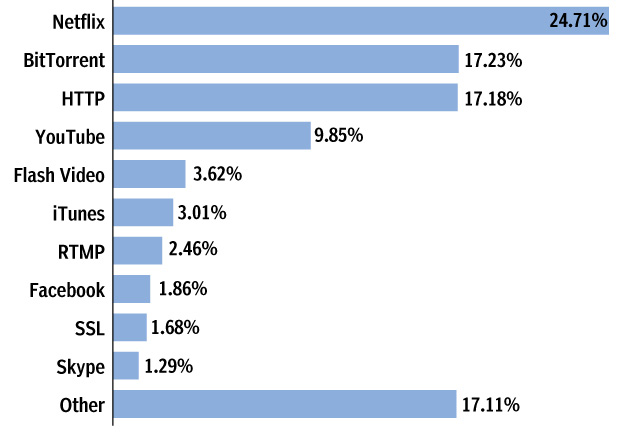 Netflix 24.71%
BitTorrent 17.23%
HTTP 17.18%
YouTube 9.85%
Flash Video 3.62%
iTunes 3.01%
RTMP 2.46%
Facebook 1.86%
SSL 1.68%
Skype 1.29%
Other 17.11%